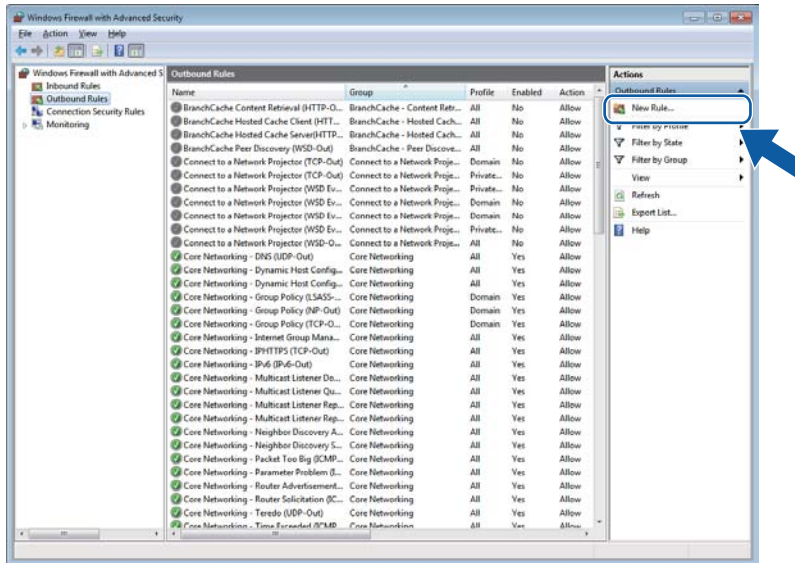 Windows Firewall with Advanced Security
File Action View Help
Windows Firewall with Advanced S
Inbound Rules
Outbound Rules
Connection Security Rules
Monitoring
Outbound Rules
Name Group Profile Enabled Action
BranchCache Content Retrieval (HTTP-O... BranchCache - Content Retr... All No Allow
BranchCache Hosted Cache Client (HTT... BranchCache - Hosted Cach... All No Allow
BranchCache Hosted Cache Server(HTTP... BranchCache - Hosted Cach... All No Allow
BranchCache Peer Discovery (WSD-Out) BranchCache - Peer Discove... All No Allow
Connect to a Network Projector (TCP-Out) Connect to a Network Proje... Domain No Allow
Connect to a Network Projector (TCP-Out) Connect to a Network Proje... Private... No Allow
Connect to a Network Projector (WSD Ev... Connect to a Network Proje... Private... No Allow
Connect to a Network Projector (WSD Ev... Connect to a Network Proje... Domain No Allow
Connect to a Network Projector (WSD Ev... Connect to a Network Proje... Domain No Allow
Connect to a Network Projector (WSD Ev... Connect to a Network Proje... Private... No Allow
Connect to a Network Projector (WSD-O... Connect to a Network Proje... All No Allow
Core Networking - DNS (UDP-Out) Core Networking All Yes Allow
Core Networking - Dynamic Host Config... Core Networking All Yes Allow
Core Networking - Dynamic Host Config... Core Networking All Yes Allow
Core Networking - Group Policy (LSASS-... Core Networking Domain Yes Allow
Core Networking - Group Policy (NP-Out) Core Networking Domain Yes Allow
Core Networking - Group Policy (TCP-O... Core Networking Domain Yes Allow
Core Networking - Internet Group Mana... Core Networking All Yes Allow
Core Networking - IPHTTPS (TCP-Out) Core Networking All Yes Allow
Core Networking - IPv6 (IPv6-Out) Core Networking All Yes Allow
Core Networking - Multicast Listener Do... Core Networking All Yes Allow
Core Networking - Multicast Listener Qu... Core Networking All Yes Allow
Core Networking - Multicast Listener Rep... Core Networking All Yes Allow
Core Networking - Multicast Listener Rep... Core Networking All Yes Allow
Core Networking - Neighbor Discovery A... Core Networking All Yes Allow
Core Networking - Neighbor Discovery S... Core Networking All Yes Allow
Core Networking - Packet Too Big (ICMP... Core Networking All Yes Allow
Core Networking - Parameter Problem (I... Core Networking All Yes Allow
Core Networking - Router Advertisement... Core Networking All Yes Allow
Core Networking - Router Solicitation (IC... Core Networking All Yes Allow
Core Networking - Teredo (UDP-Out) Core Networking All Yes Allow
Core Networking - Time Exceeded (ICMP... Core Networking All Yes Allow
Actions
Outbound Rules
New Rule...
Filter by Profile
Filter by State
Filter by Group
View
Refresh
Export List...
Help